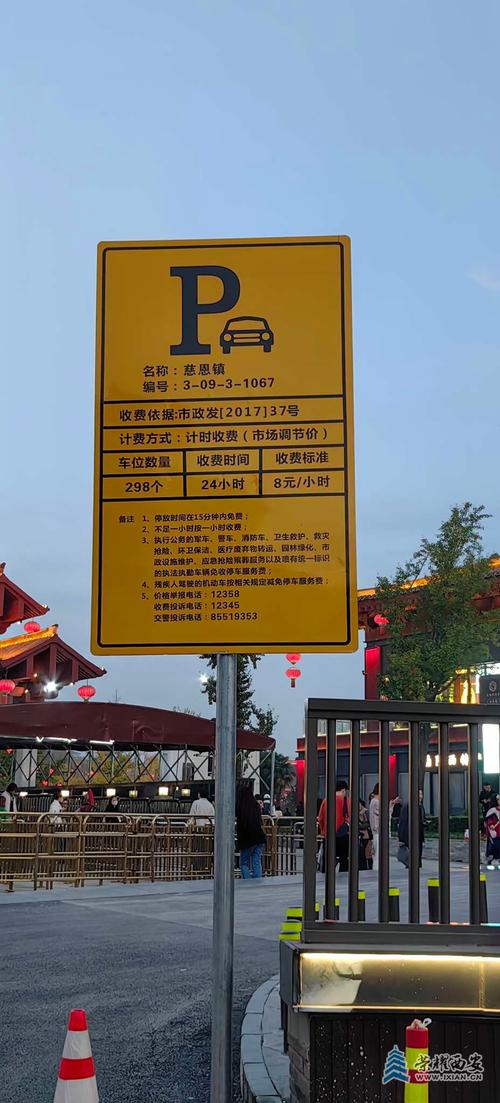 P
名称：慈恩镇
编号：3-09-3-1067
收费依据:市政发[2017]37号
计费方式：计时收费（市场调节价）
车位数量 收费时间 收费标准
298个 24小时 8元/小时
备注 1、停放时间在15分钟内免费；
2、不足一小时按一小时收费；
3、执行公务的军车、警车、消防车、卫生救护、救灾
抢险、环卫保洁、医疗废弃物转运、园林绿化、市
政设施维护、应急抢险殡葬服务以及喷有统一标识
的执法执勤车辆免收停车服务费；
4、残疾人驾驶的机动车按相关规定减免停车服务费；
5、价格举报电话：12358
收费投诉电话：12345
交警投诉电话：85519353
荣耀西安
WWW.IXIAN.CN